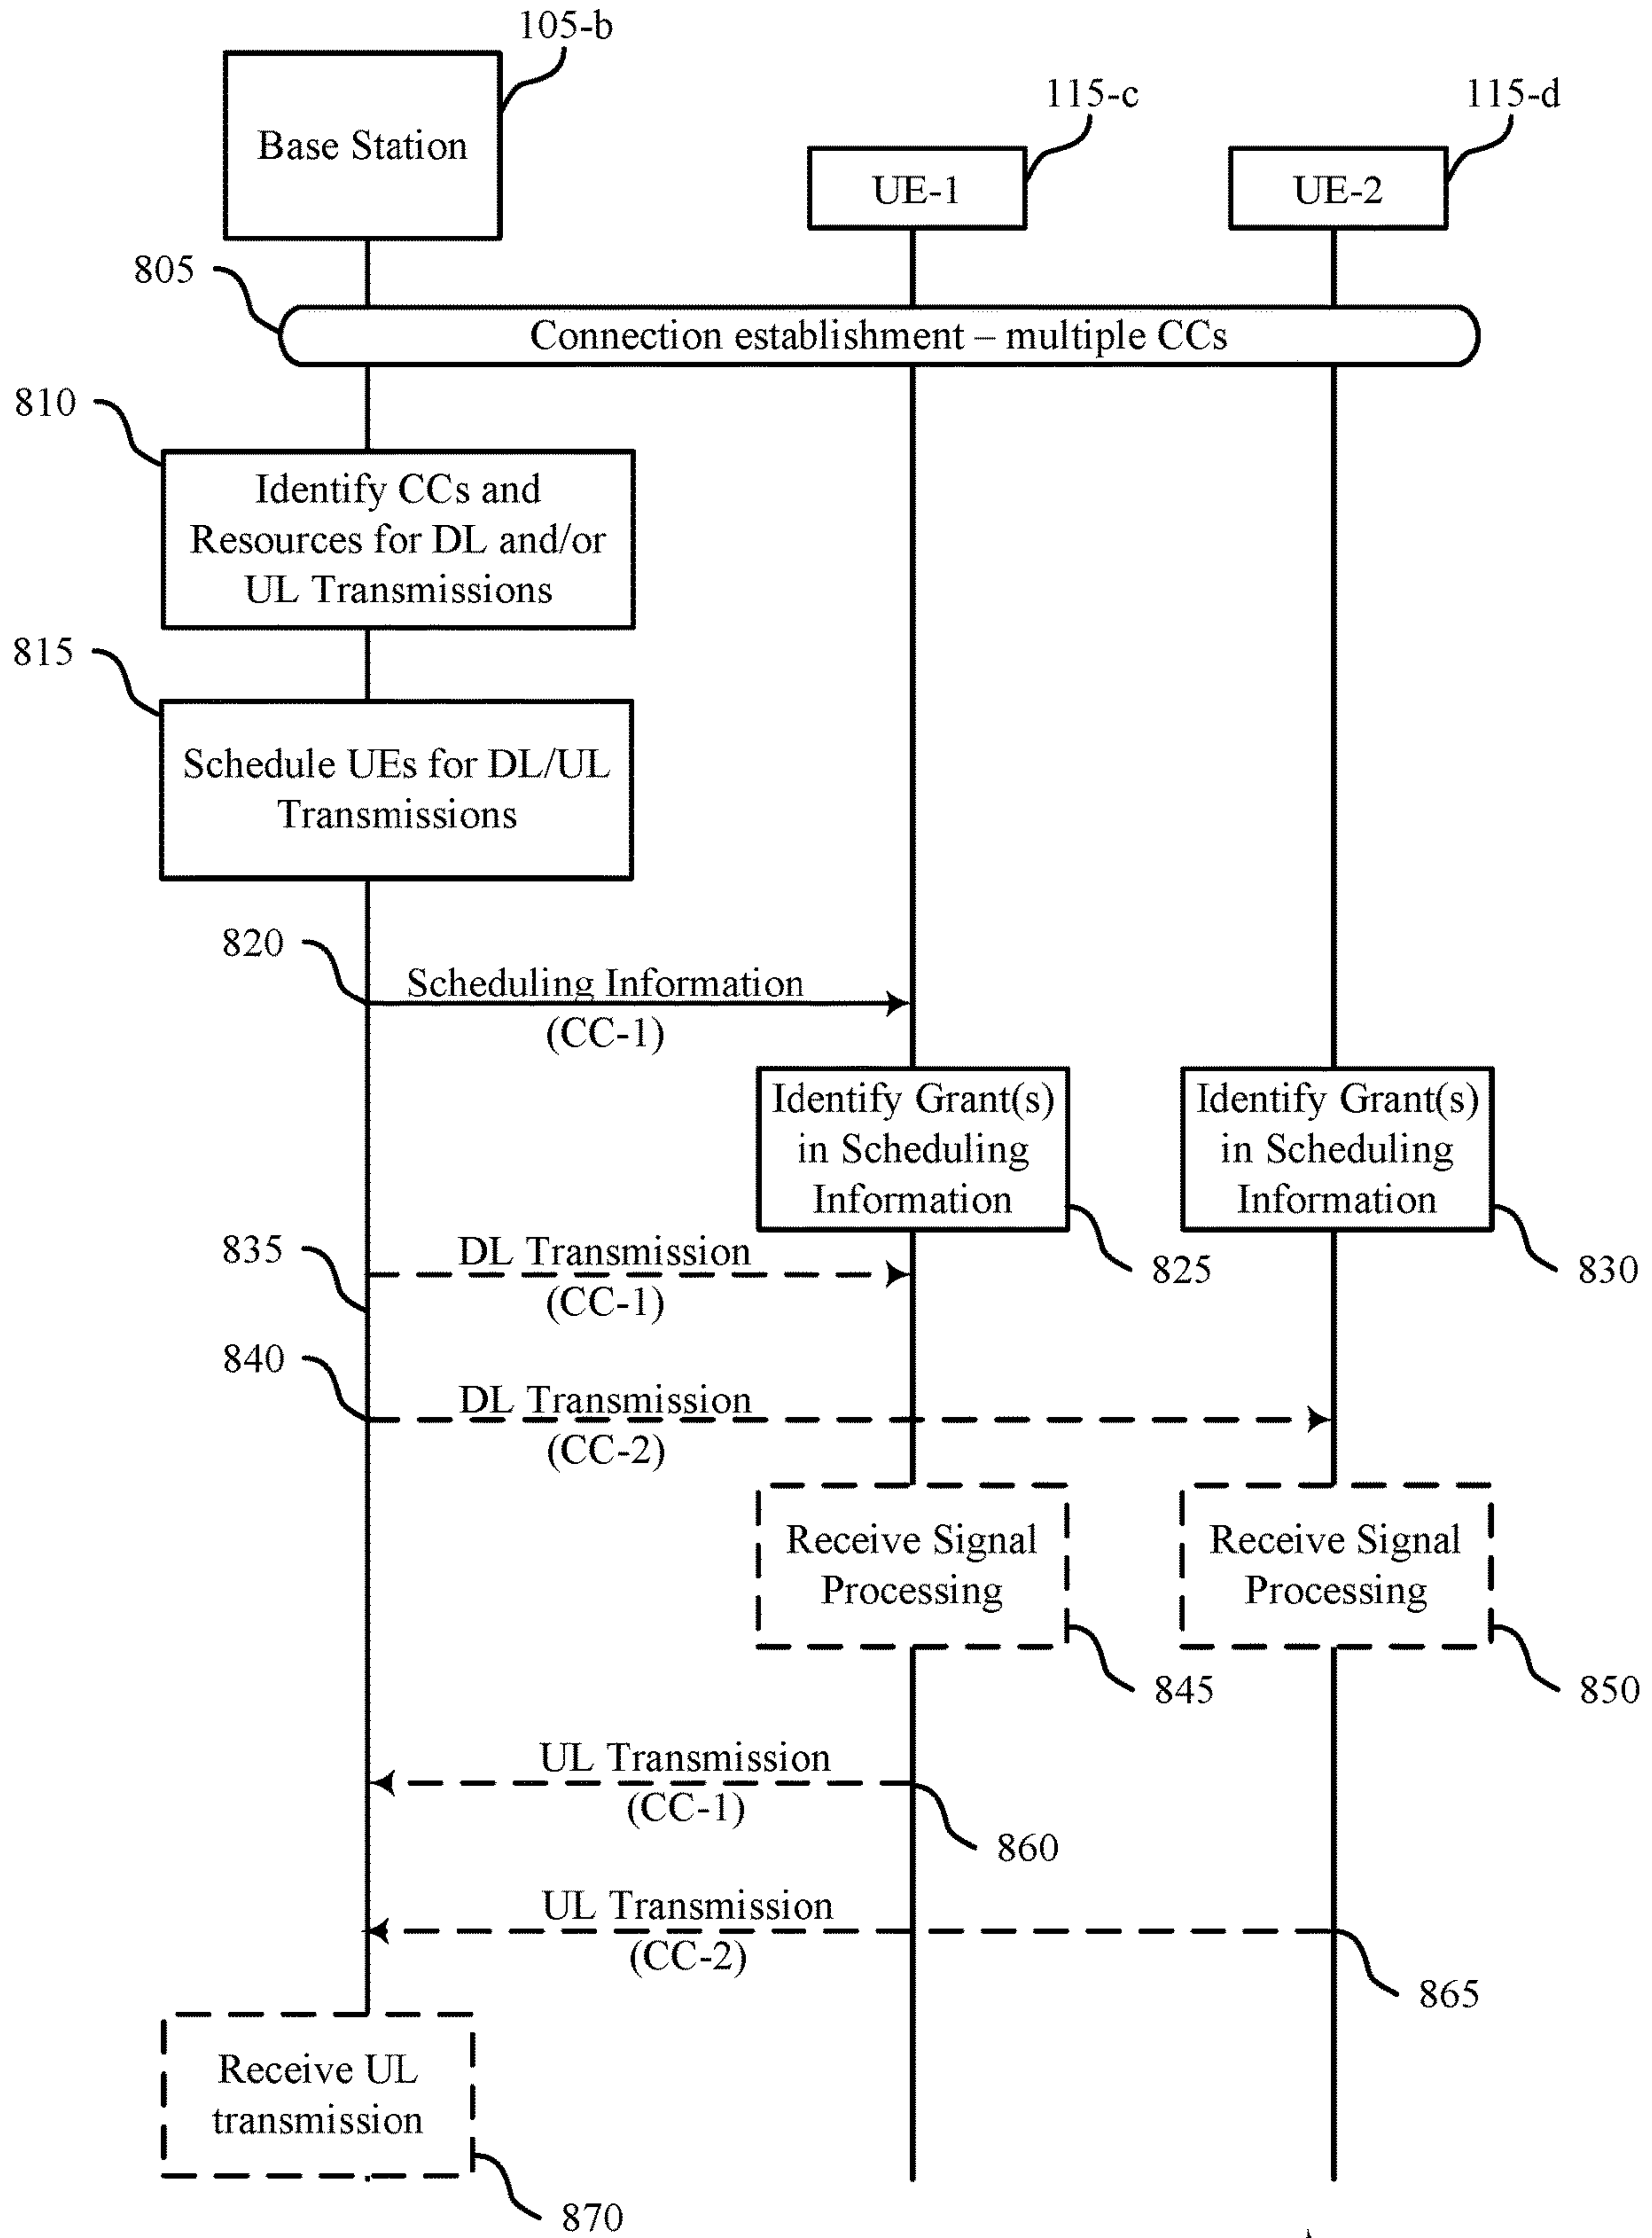 105-b
Base Station
115-c
UE-1
115-d
UE-2
805
Connection establishment – multiple CCs
810
Identify CCs and
Resources for DL and/or
UL Transmissions
815
Schedule UEs for DL/UL
Transmissions
820
Scheduling Information
(CC-1)
Identify Grant(s)
in Scheduling
Information
825
Identify Grant(s)
in Scheduling
Information
830
835
DL Transmission
(CC-1)
840
DL Transmission
(CC-2)
Receive Signal
Processing
845
Receive Signal
Processing
850
UL Transmission
(CC-1)
860
UL Transmission
(CC-2)
865
Receive UL
transmission
870